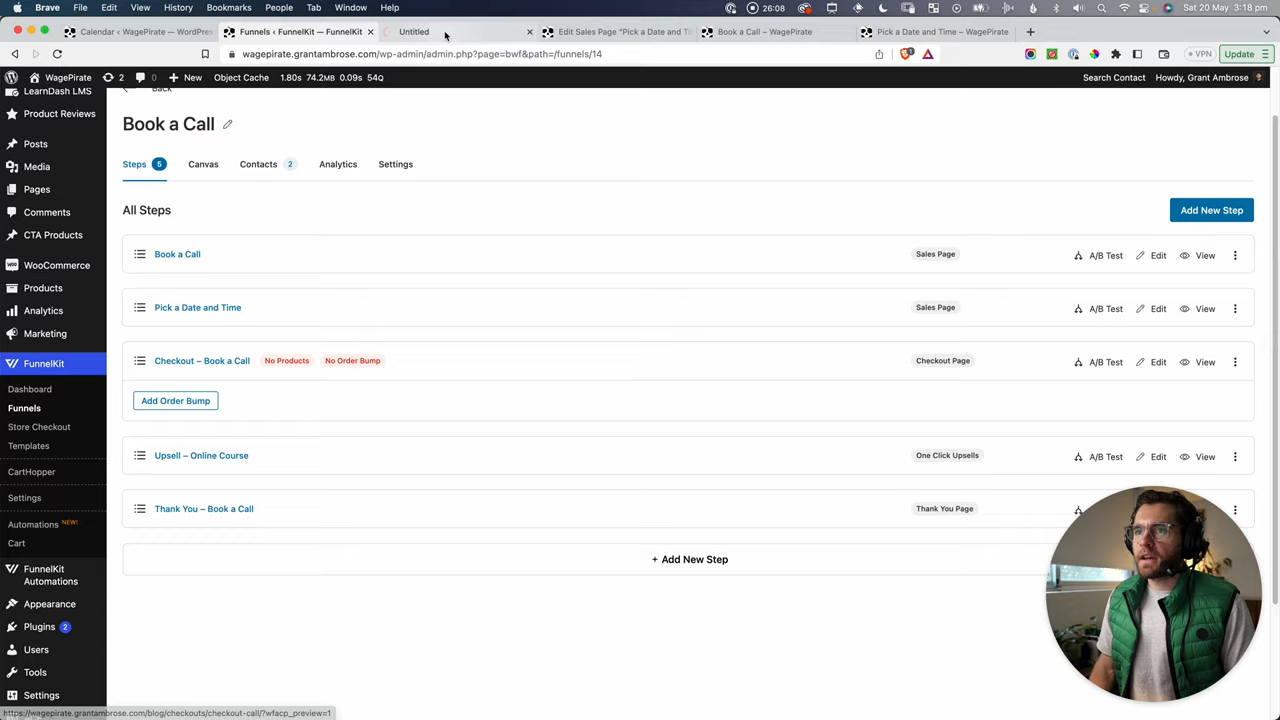 Brave File Edit View History Bookmarks People Tab Window Help Sat May 20 3:18 pm
Calendar ‹ WagePirate — WordPres
Funnels ‹ FunnelKit — FunnelKit
Untitled
Edit Sales Page "Pick a Date and Ti
Book a Call – WagePirate
Pick a Date and Time – WagePirate
26:08
wagepirate.grantambrose.com/wp-admin/admin.php?page=bwf&path=/funnels/14
VPN
Update
WagePirate 2 0 New Object Cache 1.80s 74.2MB 0.09s 54Q Search Contact Howdy, Grant Ambrose
LearnDash LMS
Product Reviews
Posts
Media
Pages
Comments
CTA Products
WooCommerce
Products
Analytics
Marketing
FunnelKit
Dashboard
Funnels
Store Checkout
Templates
CartHopper
Settings
Automations NEW!
Cart
FunnelKit
Automations
Appearance
Plugins 2
Users
Tools
Settings
Back
Book a Call
Steps 5 Canvas Contacts 2 Analytics Settings
All Steps
Add New Step
Book a Call Sales Page A/B Test Edit View
Pick a Date and Time Sales Page A/B Test Edit View
Checkout – Book a Call No Products No Order Bump Checkout Page A/B Test Edit View
Add Order Bump
Upsell – Online Course One Click Upsells A/B Test Edit View
Thank You – Book a Call Thank You Page
+ Add New Step
https://wagepirate.grantambrose.com/blog/checkouts/checkout-call/?wfacp_preview=1